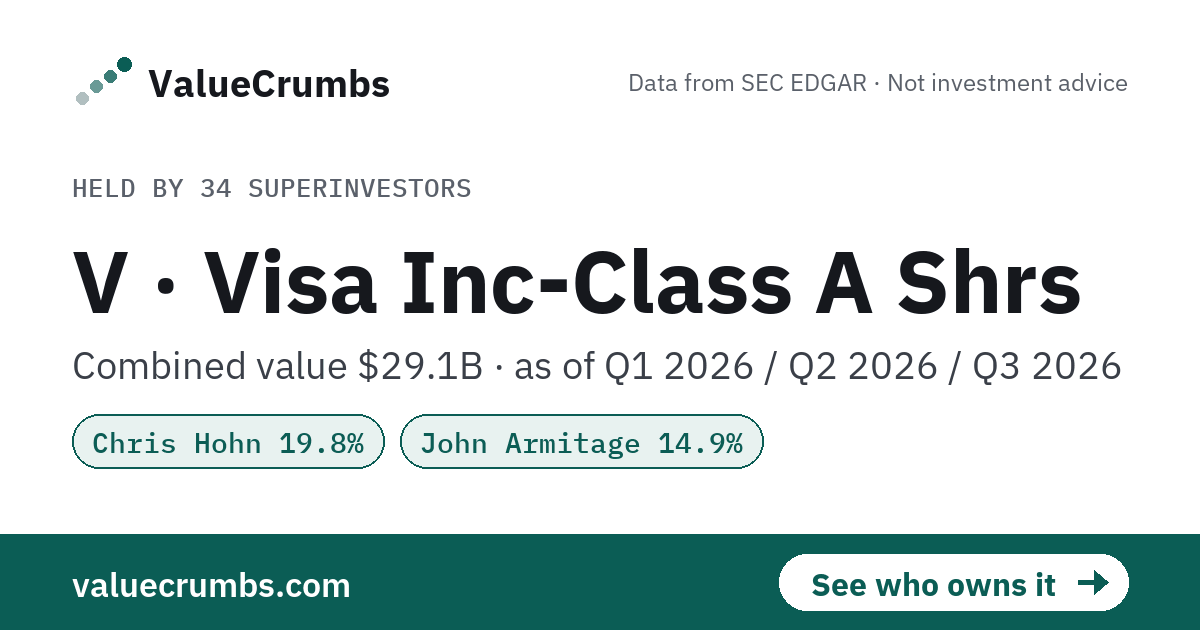 ValueCrumbs
Data from SEC EDGAR · Not investment advice
HELD BY 34 SUPERINVESTORS
V · Visa Inc-Class A Shrs
Combined value $29.1B · as of Q1 2026 / Q2 2026 / Q3 2026
Chris Hohn 19.8%
John Armitage 14.9%
valuecrumbs.com
See who owns it →